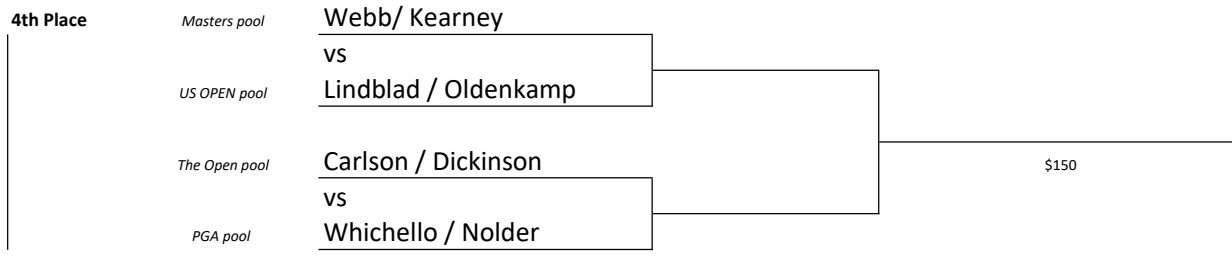 4th Place
Masters pool
Webb/ Kearney
vs
US OPEN pool
Lindblad / Oldenkamp
The Open pool
Carlson / Dickinson
$150
vs
PGA pool
Whichello / Nolder